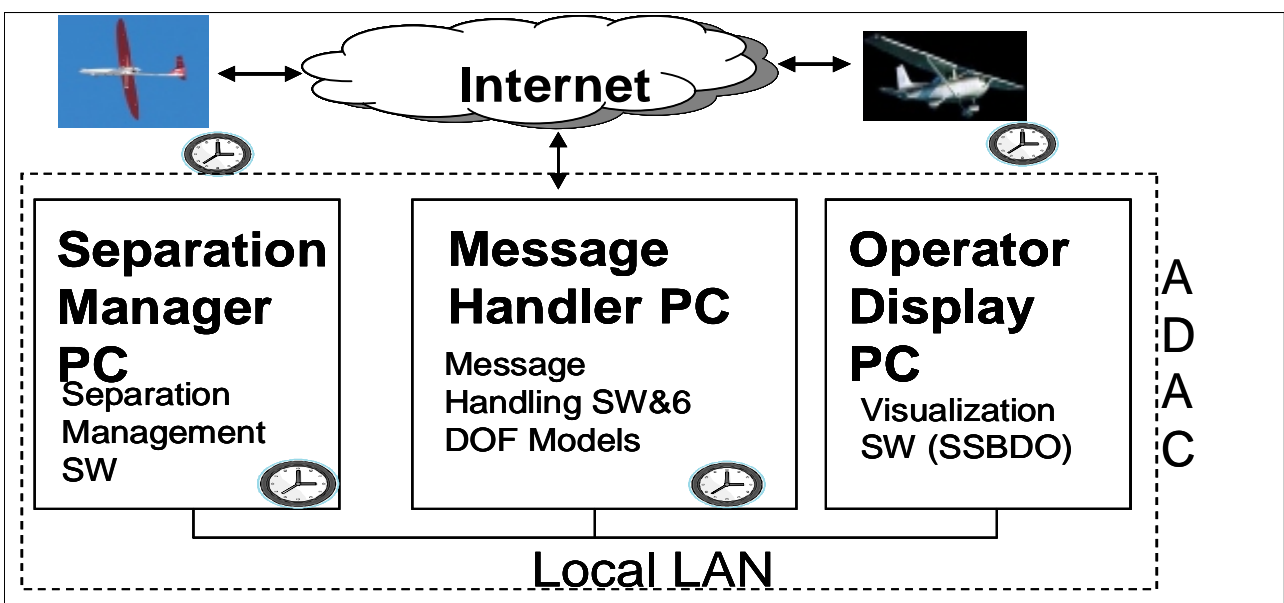 Internet
Separation
Manager
PC
Separation
Management
SW
Message
Handler PC
Message
Handling SW&6
DOF Models
Operator
Display
PC
Visualization
SW (SSBDO)
A
D
A
C
Local LAN